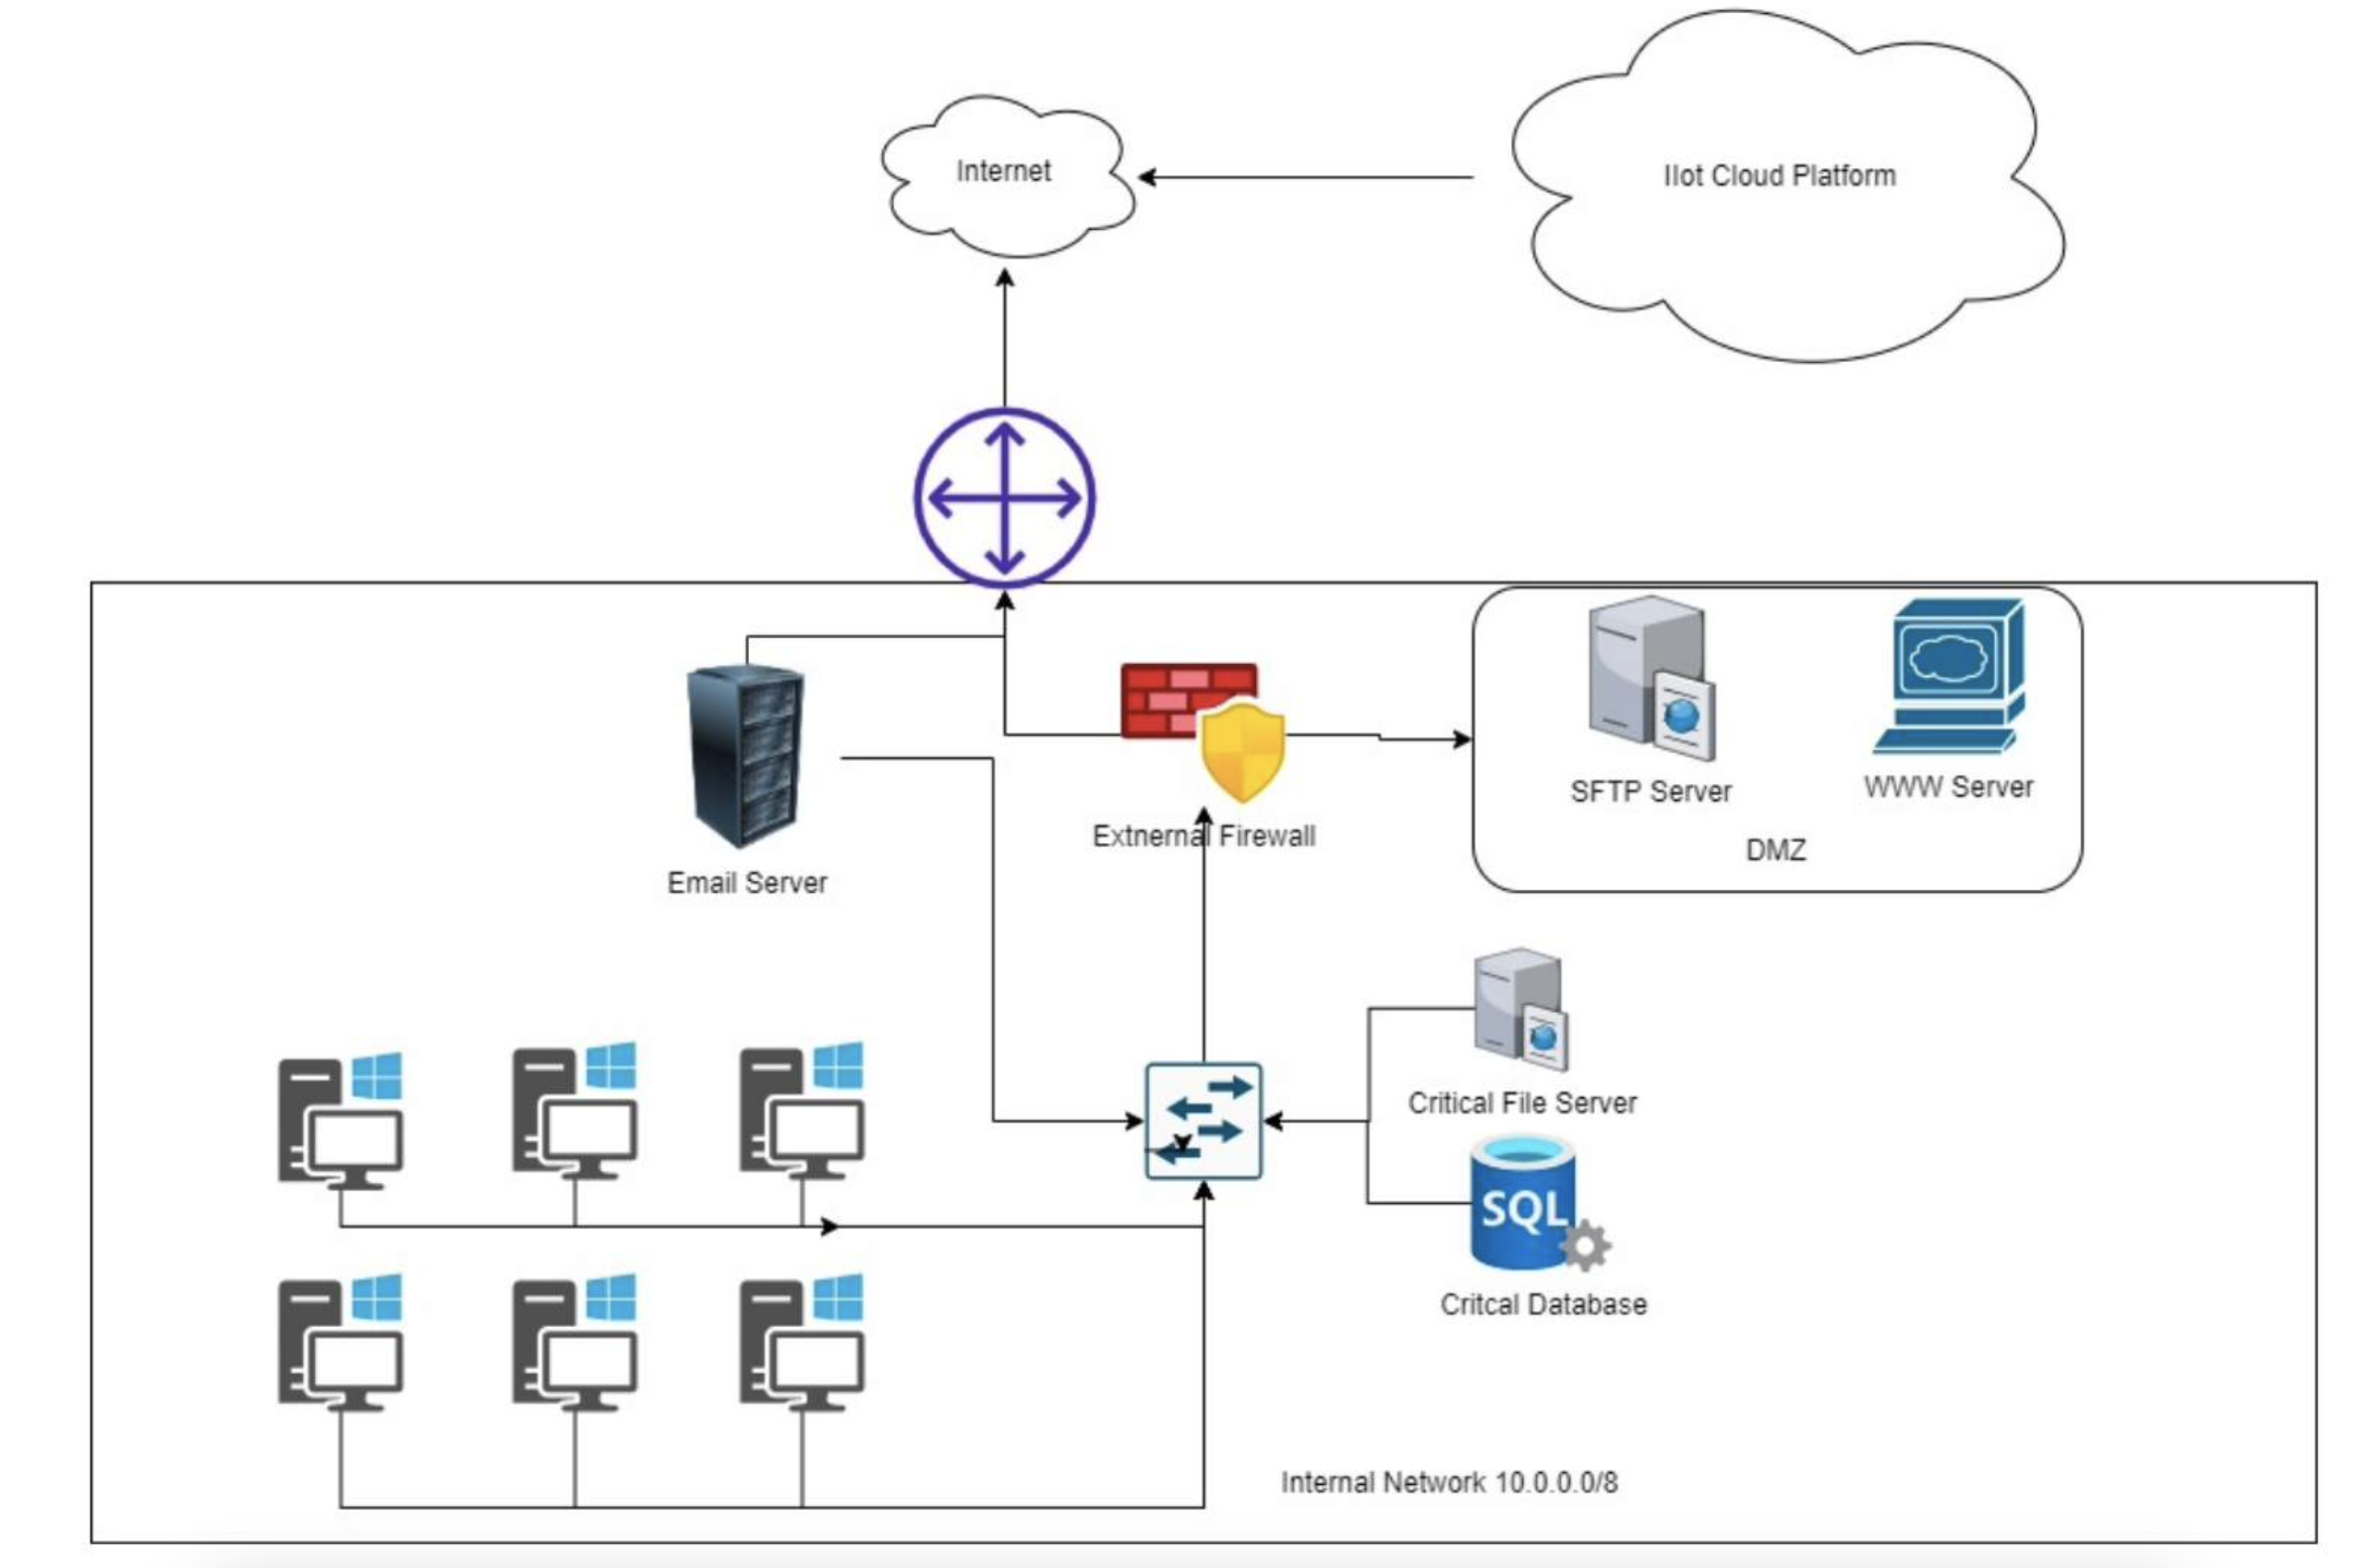 Internet
IIot Cloud Platform
SFTP Server
WWW Server
DMZ
Extnernal Firewall
Email Server
Critical File Server
SQL
Critcal Database
Internal Network 10.0.0.0/8